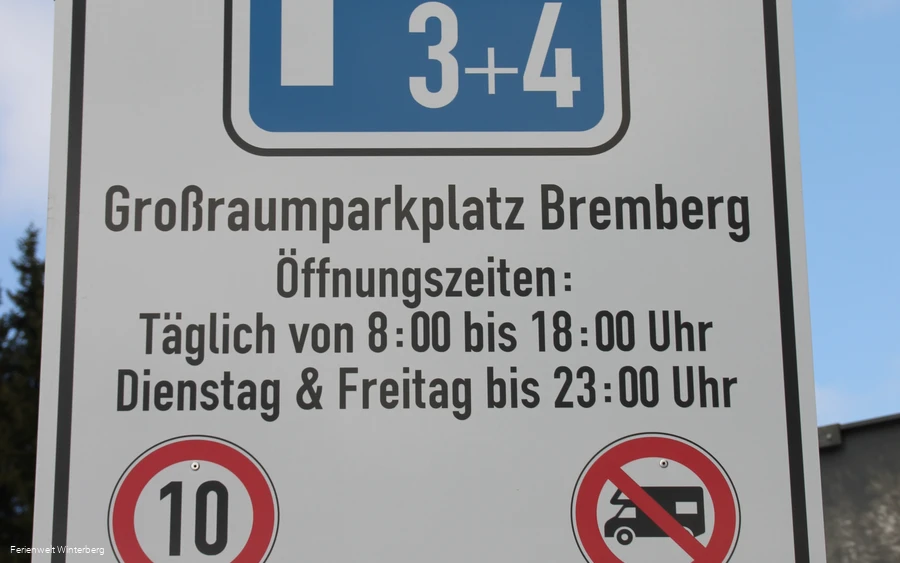 3+4
Großraumparkplatz Bremberg
Öffnungszeiten:
Täglich von 8:00 bis 18:00 Uhr
Dienstag & Freitag bis 23:00 Uhr
10
Ferienwelt Winterberg